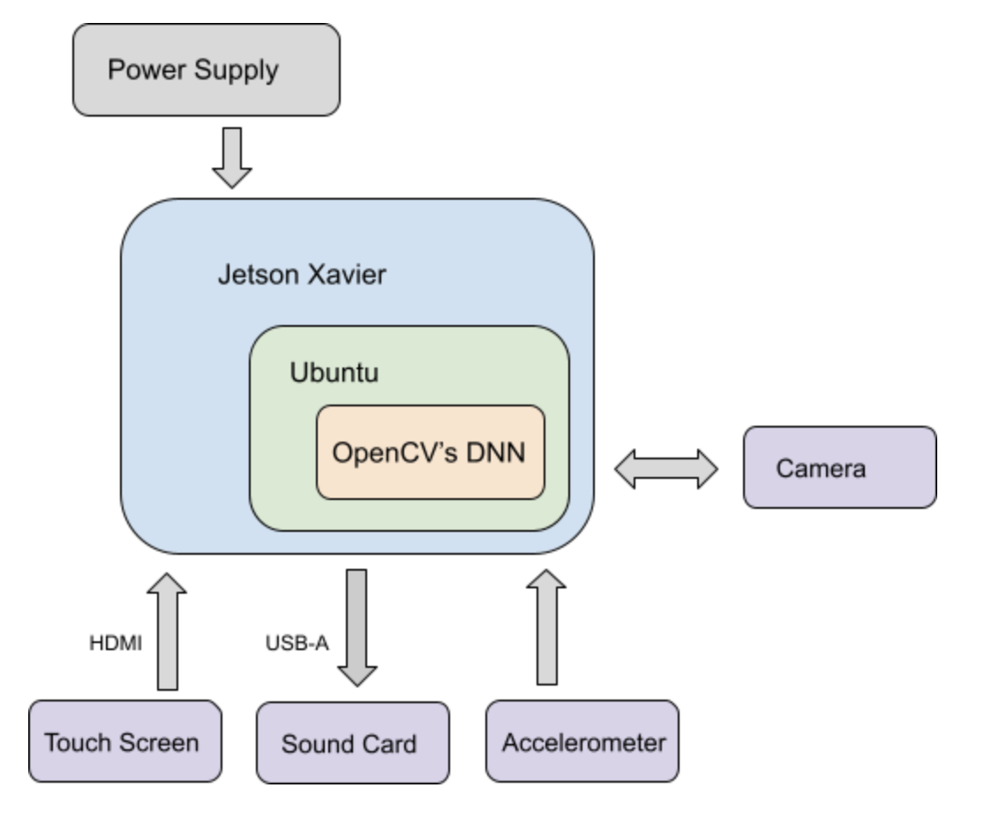 Power Supply
Jetson Xavier
Ubuntu
OpenCV’s DNN
Camera
HDMI
USB-A
Touch Screen
Sound Card
Accelerometer